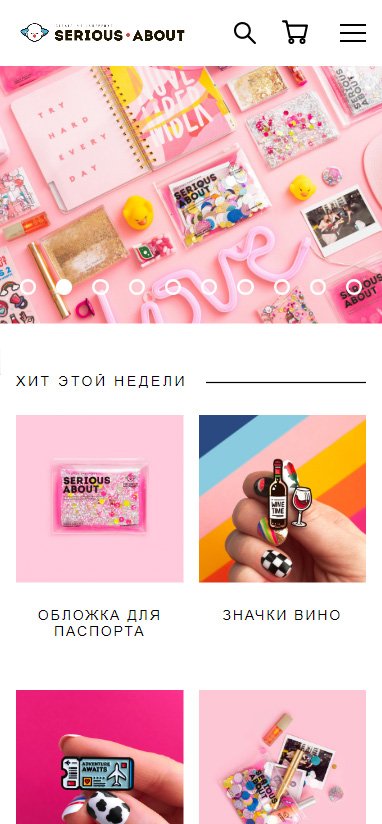 SERIOUS • ABOUT
TRY
HARD
EVERY
DAY
LOVE
SERIOUS
ABOUT
love
ХИТ ЭТОЙ НЕДЕЛИ
SERIOUS
ABOUT
WINE
TIME
ОБЛОЖКА ДЛЯ
ПАСПОРТА
ЗНАЧКИ ВИНО
ADVENTURE
AWAITS